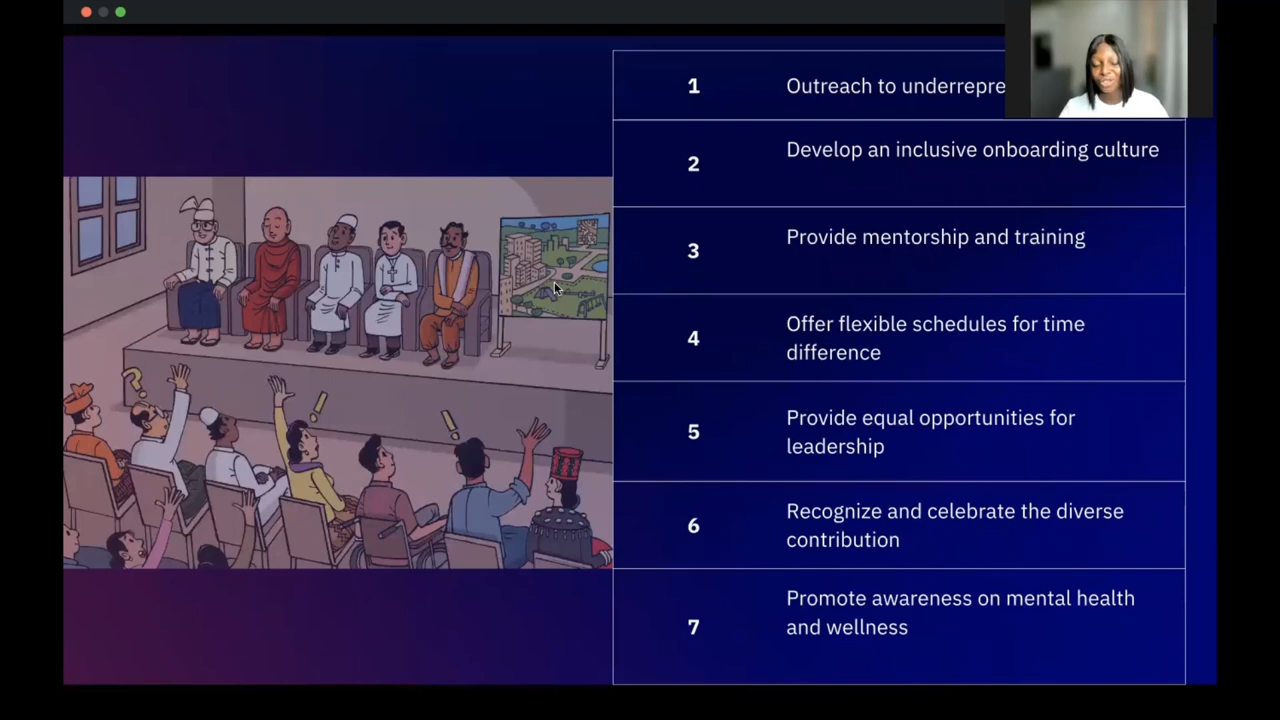 1
Outreach to
2
Develop an inclusive onboarding culture
3
Provide mentorship and training
4
Offer flexible schedules for time
difference
5
Provide equal opportunities for
leadership
6
Recognize and celebrate the diverse
contribution
7
Promote awareness on mental health
and wellness